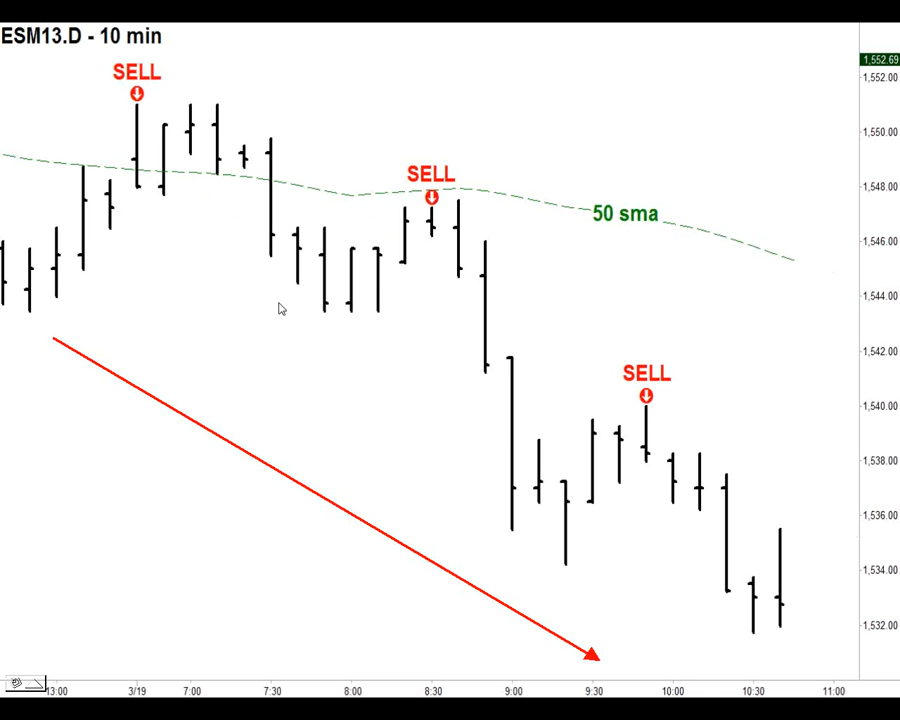 ESM13.D - 10 min
SELL
SELL
50 sma
SELL
1,552.69
1,552.00
1,550.00
1,548.00
1,546.00
1,544.00
1,542.00
1,540.00
1,538.00
1,536.00
1,534.00
1,532.00
13:00 3/19 7:00 7:30 8:00 8:30 9:00 9:30 10:00 10:30 11:00